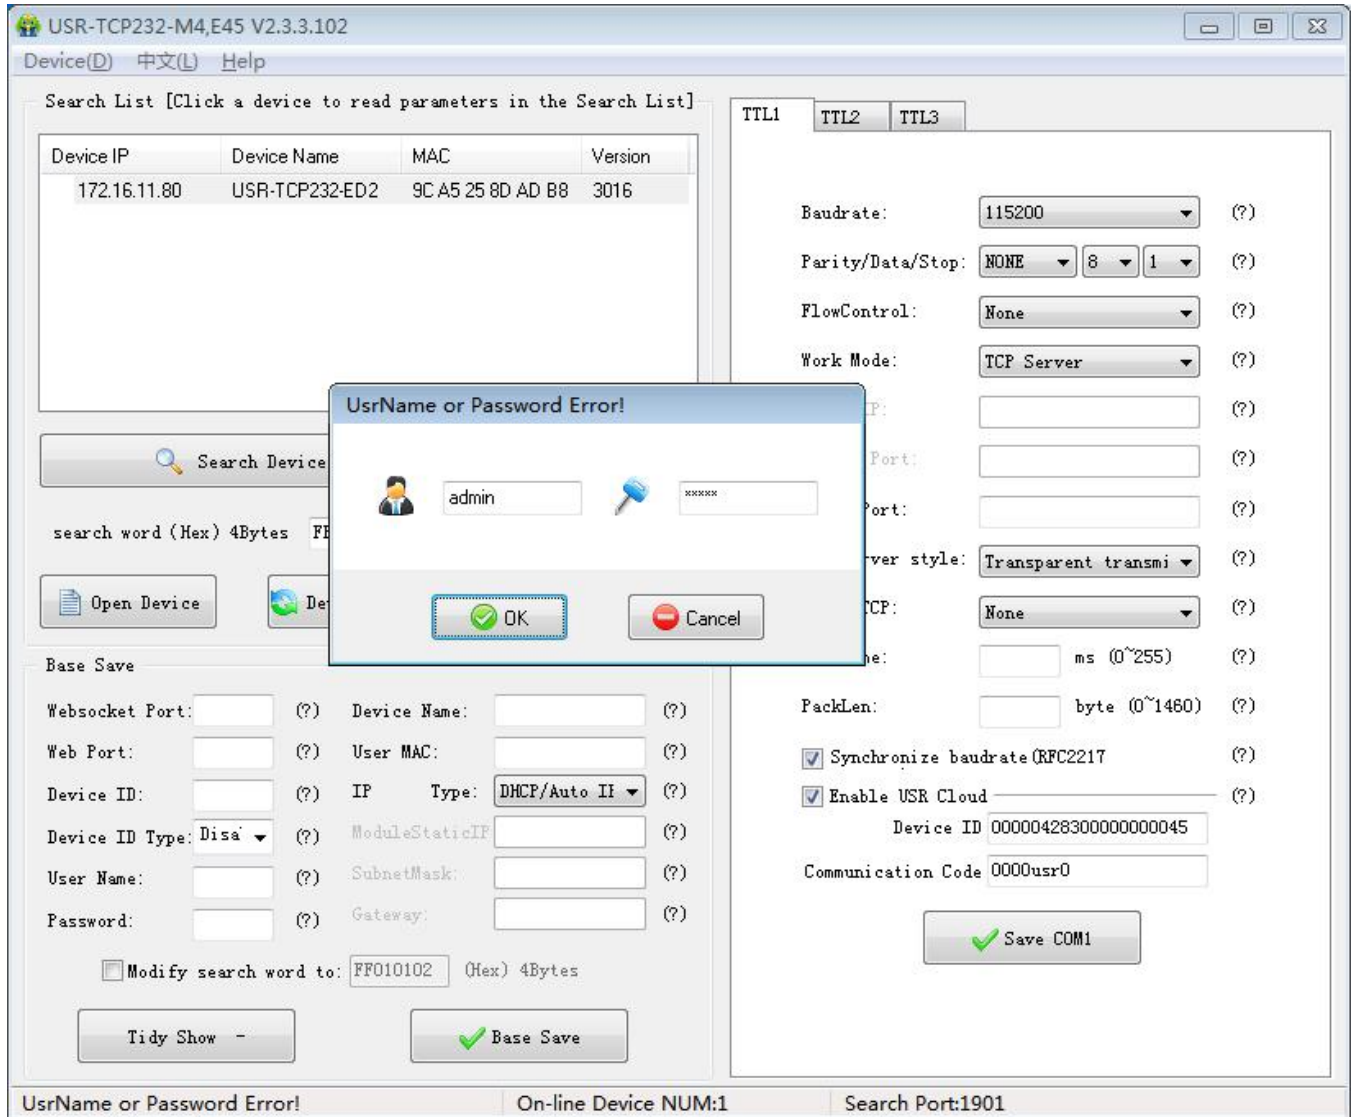 USR-TCP232-M4,E45 V2.3.3.102
Device(D) 中文(L) Help
Search List [Click a device to read parameters in the Search List]
Device IP Device Name MAC Version
172.16.11.80 USR-TCP232-ED2 9C A5 25 8D AD B8 3016
Search Device
search word (Hex) 4Bytes
Open Device
Base Save
Websocket Port: (?) Device Name: (?)
Web Port: (?) User MAC: (?)
Device ID: (?) IP Type: DHCP/Auto (?)
Device ID Type: (?) ModuleStaticIP (?)
User Name: (?) SubnetMask: (?)
Password: (?) Gateway: (?)
Modify search word to: FF010102 (Hex) 4Bytes
Tidy Show - Base Save
UsrName or Password Error!
admin *****
OK Cancel
TTL1 TTL2 TTL3
Baudrate: 115200 (?)
Parity/Data/Stop: NONE 8 1 (?)
FlowControl: None (?)
Work Mode: TCP Server (?)
(?)
Port: (?)
Port: (?)
style: Transparent transmi (?)
TCP: None (?)
ms (0~255) (?)
PackLen: byte (0~1460) (?)
Synchronize baudrate(RFC2217 (?)
Enable USR Cloud (?)
Device ID 00000428300000000045
Communication Code 0000usr0
Save COM1
UsrName or Password Error! On-line Device NUM:1 Search Port:1901